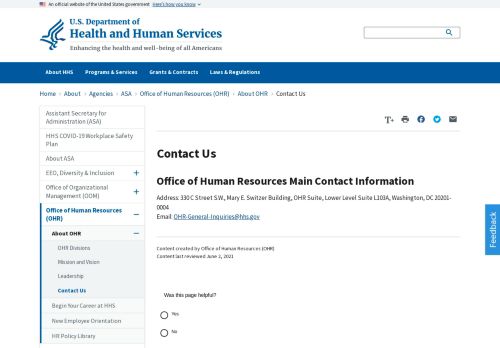 An official website of the United States government Here's how you know
U.S. Department of
Health and Human Services
Enhancing the health and well-being of all Americans
About HHS Programs & Services Grants & Contracts Laws & Regulations
Home › About › Agencies › ASA › Office of Human Resources (OHR) › About OHR › Contact Us
Assistant Secretary for
Administration (ASA)
HHS COVID-19 Workplace Safety
Plan
About ASA
EEO, Diversity & Inclusion
Office of Organizational
Management (OOM)
Office of Human Resources
(OHR)
About OHR
OHR Divisions
Mission and Vision
Leadership
Contact Us
Begin Your Career at HHS
New Employee Orientation
HR Policy Library
T+
Contact Us
Office of Human Resources Main Contact Information
Address: 330 C Street S.W., Mary E. Switzer Building, OHR Suite, Lower Level Suite L103A, Washington, DC 20201-
0004
Email: OHR-General-Inquiries@hhs.gov
Content created by Office of Human Resources (OHR)
Content last reviewed June 2, 2021
Was this page helpful?
Yes
No
Feedback